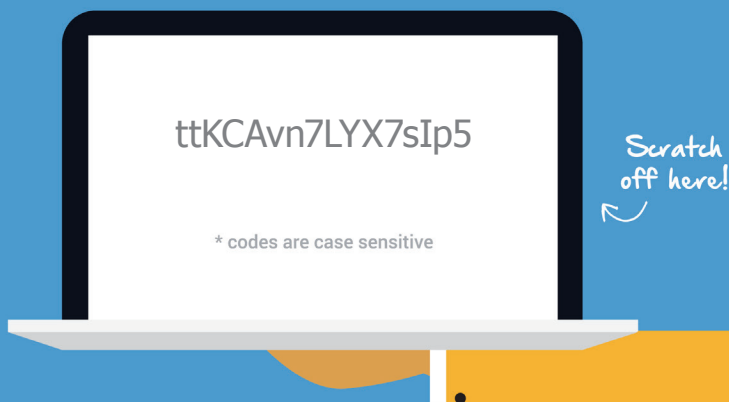 ttKCAvn7LYX7sIp5
Scratch
off here!
* codes are case sensitive